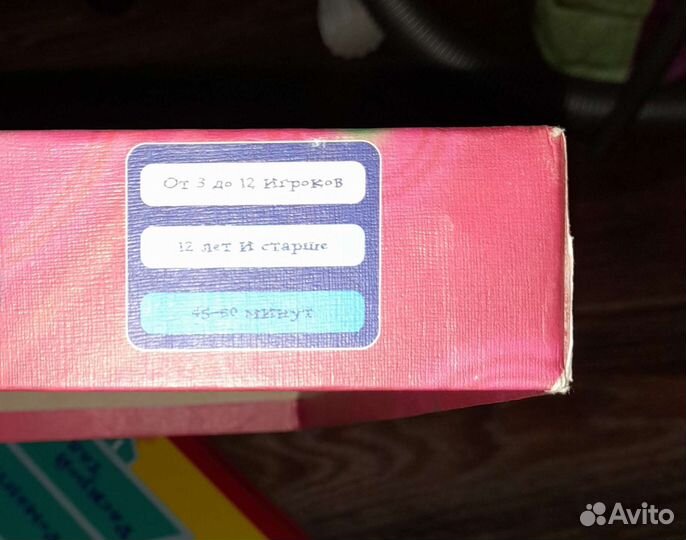 От 3 до 12 Игроков
12 лет И старше
45-60 минут
Avito